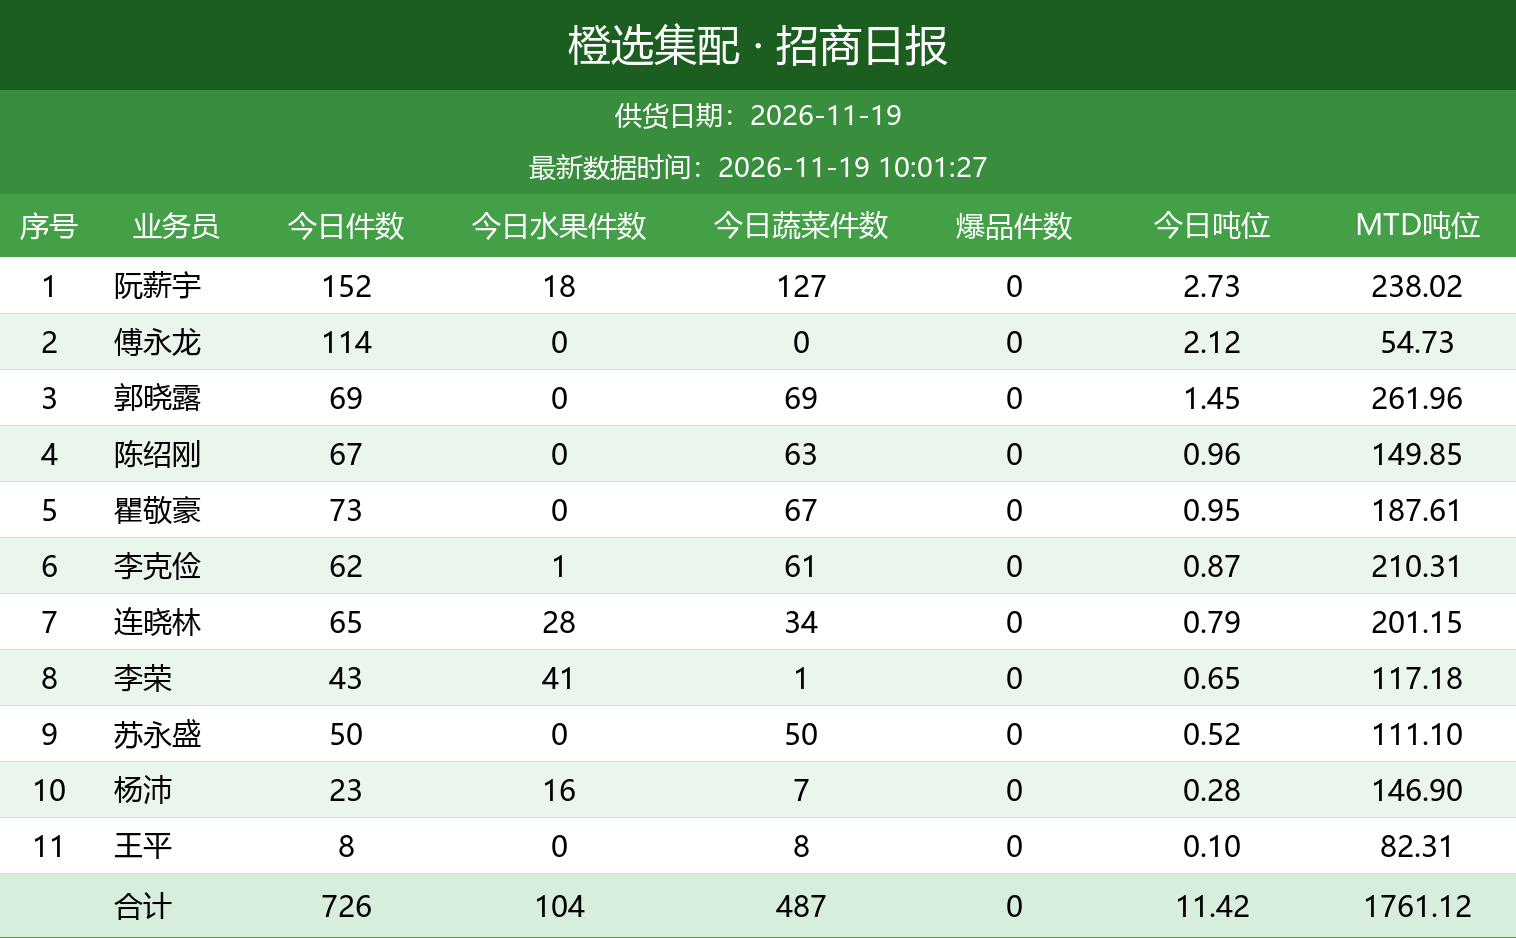 橙选集配 · 招商日报
供货日期：2026-11-19
最新数据时间：2026-11-19 10:01:27
序号 业务员 今日件数 今日水果件数 今日蔬菜件数 爆品件数 今日吨位 MTD吨位
1 阮薪宇 152 18 127 0 2.73 238.02
2 傅永龙 114 0 0 0 2.12 54.73
3 郭晓露 69 0 69 0 1.45 261.96
4 陈绍刚 67 0 63 0 0.96 149.85
5 瞿敬豪 73 0 67 0 0.95 187.61
6 李克俭 62 1 61 0 0.87 210.31
7 连晓林 65 28 34 0 0.79 201.15
8 李荣 43 41 1 0 0.65 117.18
9 苏永盛 50 0 50 0 0.52 111.10
10 杨沛 23 16 7 0 0.28 146.90
11 王平 8 0 8 0 0.10 82.31
合计 726 104 487 0 11.42 1761.12